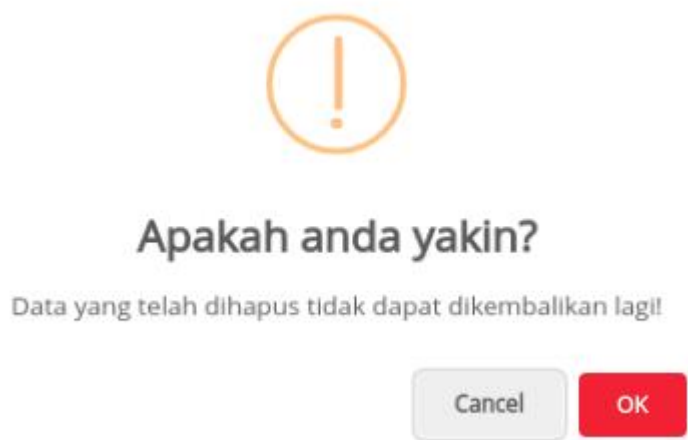 Apakah anda yakin?
Data yang telah dihapus tidak dapat dikembalikan lagi!
Cancel OK